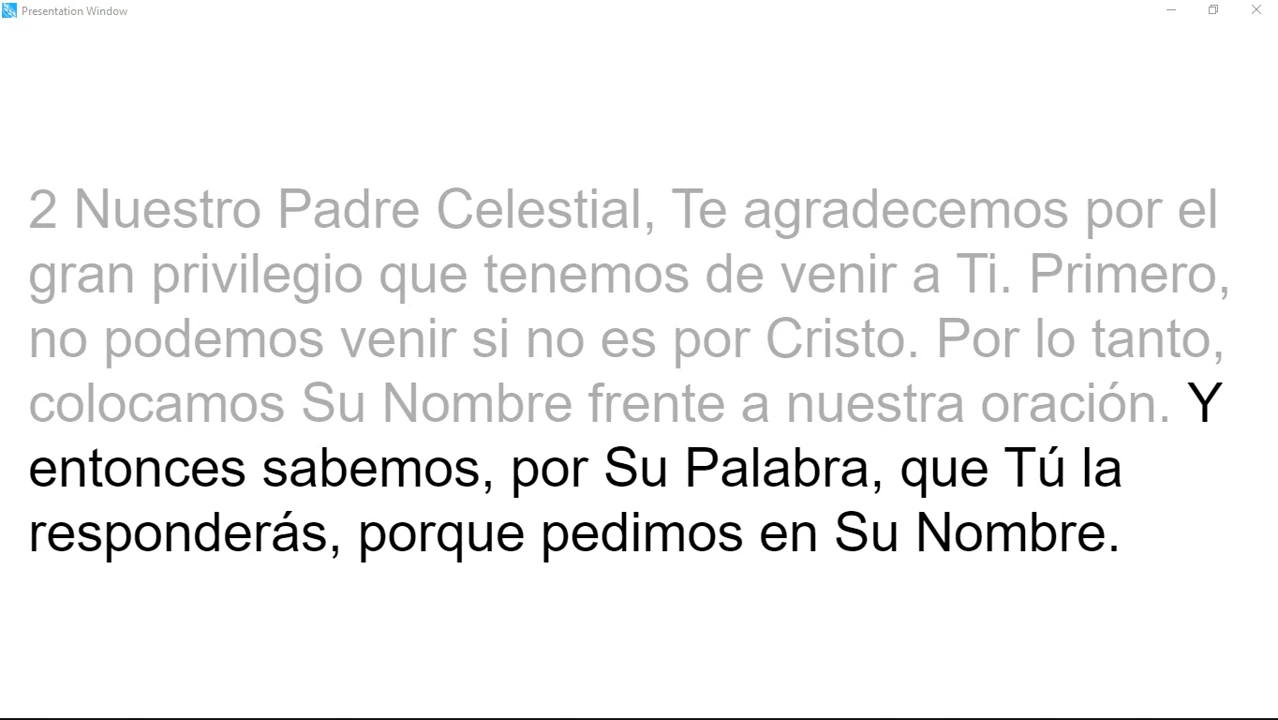 Presentation Window
2 Nuestro Padre Celestial, Te agradecemos por el
gran privilegio que tenemos de venir a Ti. Primero,
no podemos venir si no es por Cristo. Por lo tanto,
colocamos Su Nombre frente a nuestra oración. Y
entonces sabemos, por Su Palabra, que Tú la
responderás, porque pedimos en Su Nombre.